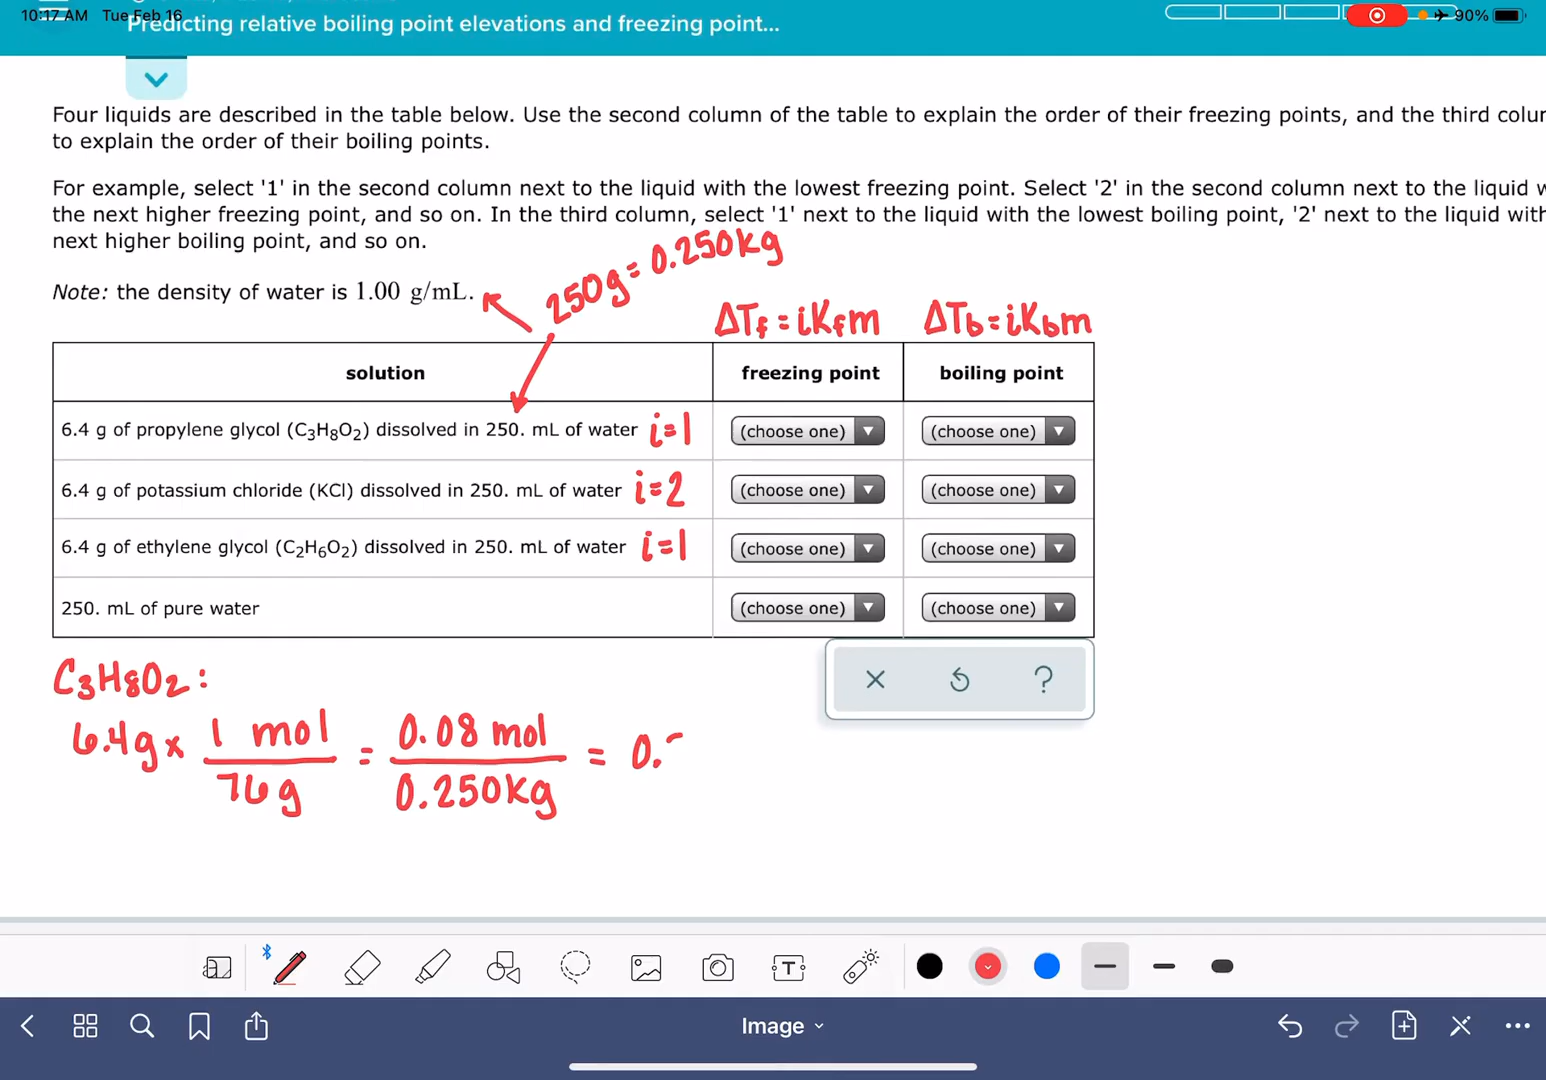 10:17 AM Tue Feb 16
90%
Predicting relative boiling point elevations and freezing point...
Four liquids are described in the table below. Use the second column of the table to explain the order of their freezing points, and the third
to explain the order of their boiling points.
For example, select '1' in the second column next to the liquid with the lowest freezing point. Select '2' in the second column next to the liquid
the next higher freezing point, and so on. In the third column, select '1' next to the liquid with the lowest boiling point, '2' next to the liquid
next higher boiling point, and so on.
250g = 0.250kg
Note: the density of water is 1.00 g/mL.
ΔTf = iKfm ΔTb = iKbm
solution freezing point boiling point
6.4 g of propylene glycol (C₃H₈O₂) dissolved in 250. mL of water i=1 (choose one) (choose one)
6.4 g of potassium chloride (KCl) dissolved in 250. mL of water i=2 (choose one) (choose one)
6.4 g of ethylene glycol (C₂H₆O₂) dissolved in 250. mL of water i=1 (choose one) (choose one)
250. mL of pure water (choose one) (choose one)
C₃H₈O₂:
6.4g x 1 mol / 76g = 0.08 mol / 0.250kg = 0.
Image